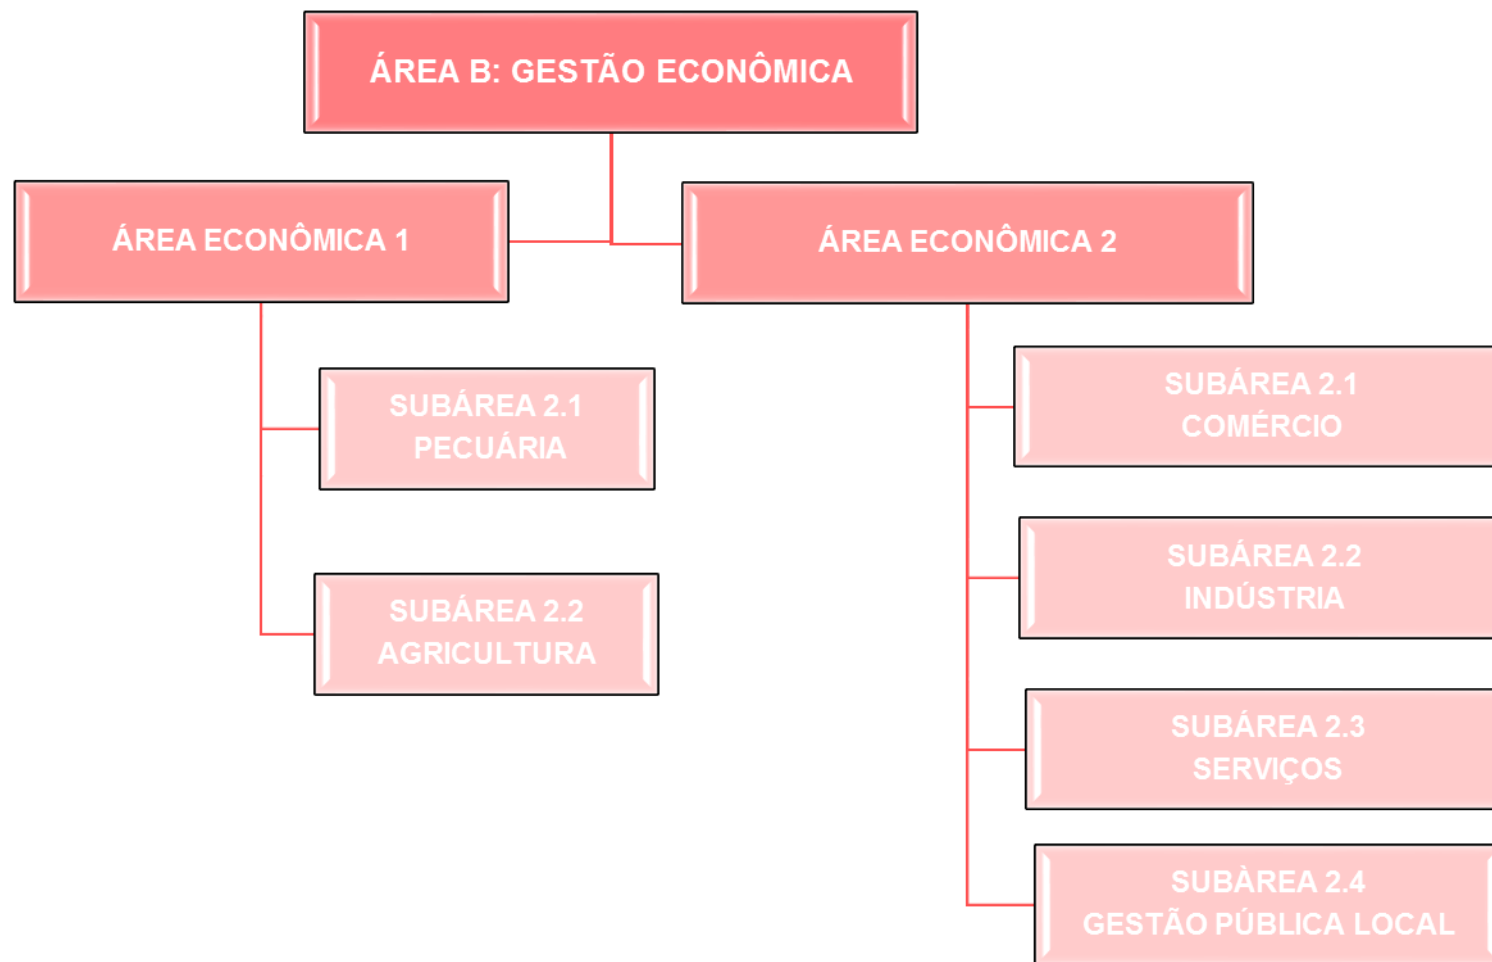 ÁREA B: GESTÃO ECONÔMICA
ÁREA ECONÔMICA 1
ÁREA ECONÔMICA 2
SUBÁREA 2.1
PECUÁRIA
SUBÁREA 2.2
AGRICULTURA
SUBÁREA 2.1
COMÉRCIO
SUBÁREA 2.2
INDÚSTRIA
SUBÁREA 2.3
SERVIÇOS
SUBÀREA 2.4
GESTÃO PÚBLICA LOCAL